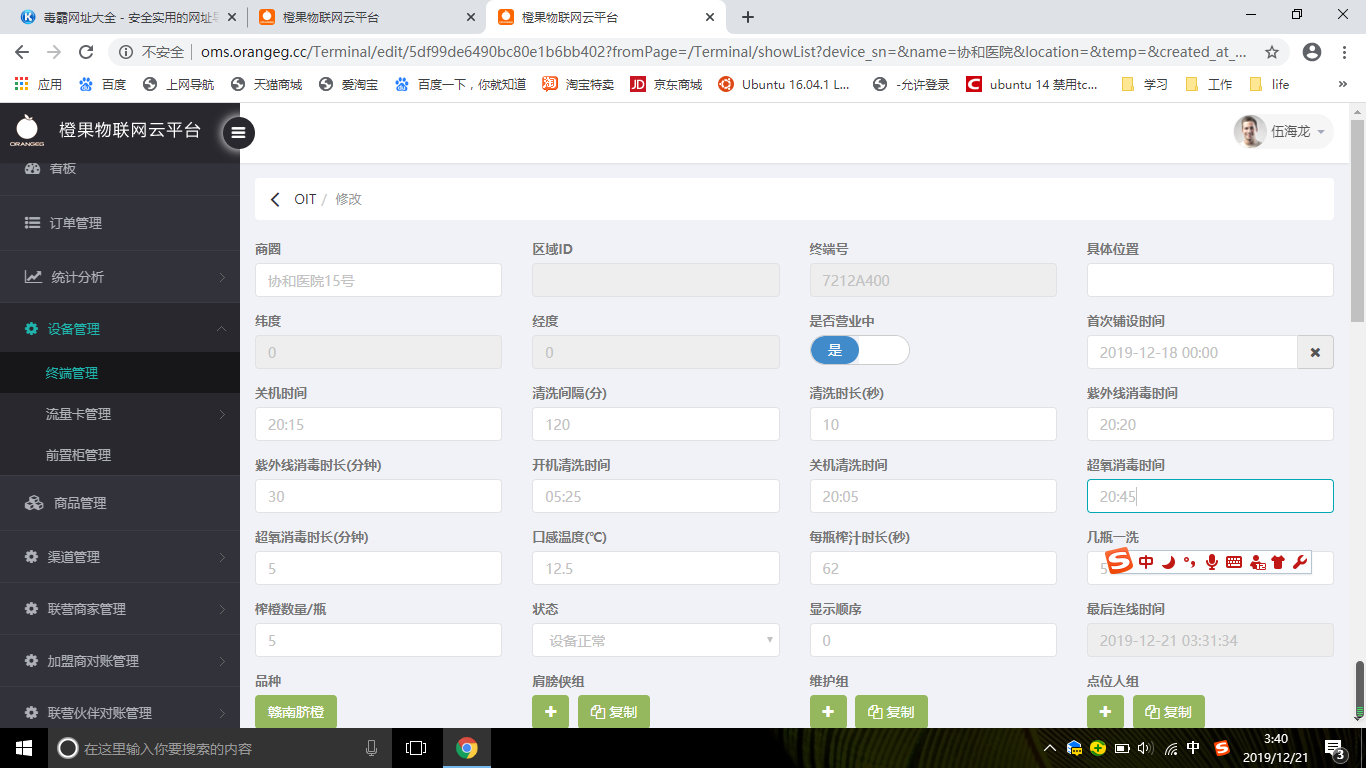 毒霸网址大全 - 安全实用的网址导
橙果物联网云平台
橙果物联网云平台
不安全
oms.orangeg.cc/Terminal/edit/5df99de6490bc80e1b6bb402?fromPage=/Terminal/showList?device_sn=&name=协和医院&location=&temp=&created_at_...
应用 百度 上网导航 天猫商城 爱淘宝 百度一下,你就知道 淘宝特卖 京东商城 Ubuntu 16.04.1 L... -允许登录 ubuntu 14 禁用tc... 学习 工作 life
ORANGEG 橙果物联网云平台
伍海龙
看板
订单管理
统计分析
设备管理
终端管理
流量卡管理
前置柜管理
商品管理
渠道管理
联营商家管理
加盟商对账管理
联营伙伴对账管理
OIT / 修改
商圈 区域ID 终端号 具体位置
协和医院15号 7212A400
纬度 经度 是否营业中 首次铺设时间
0 0 是 2019-12-18 00:00
关机时间 清洗间隔(分) 清洗时长(秒) 紫外线消毒时间
20:15 120 10 20:20
紫外线消毒时长(分钟) 开机清洗时间 关机清洗时间 超氧消毒时间
30 05:25 20:05 20:45
超氧消毒时长(分钟) 口感温度(℃) 每瓶榨汁时长(秒) 几瓶一洗
5 12.5 62 5
中
榨橙数量/瓶 状态 显示顺序 最后连线时间
5 设备正常 0 2019-12-21 03:31:34
品种 肩膀侠组 维护组 点位人组
赣南脐橙 复制 复制 复制
在这里输入你要搜索的内容
中
3:40
2019/12/21
3